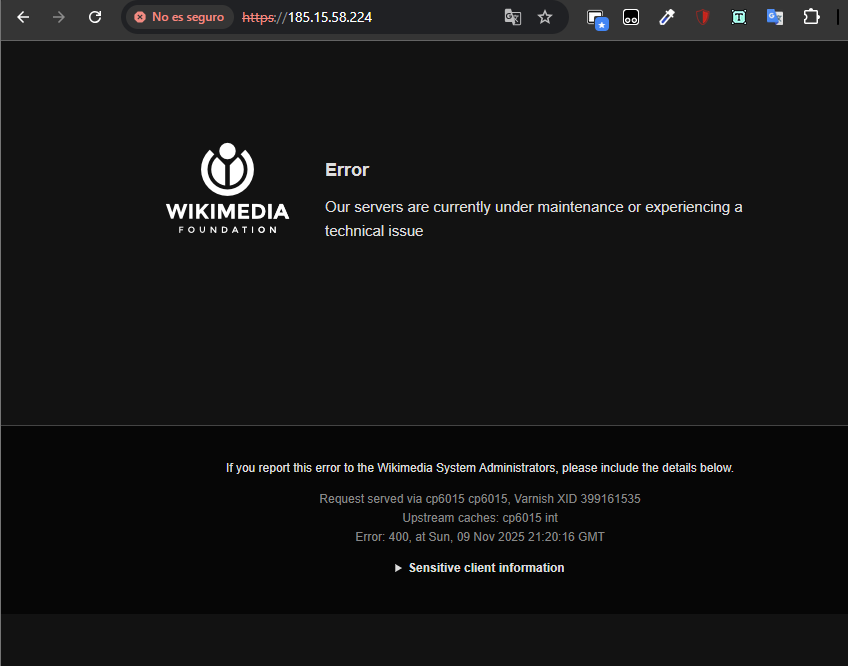 No es seguro https://185.15.58.224
WIKIMEDIA
FOUNDATION
Error
Our servers are currently under maintenance or experiencing a
technical issue
If you report this error to the Wikimedia System Administrators, please include the details below.
Request served via cp6015 cp6015, Varnish XID 399161535
Upstream caches: cp6015 int
Error: 400, at Sun, 09 Nov 2025 21:20:16 GMT
Sensitive client information